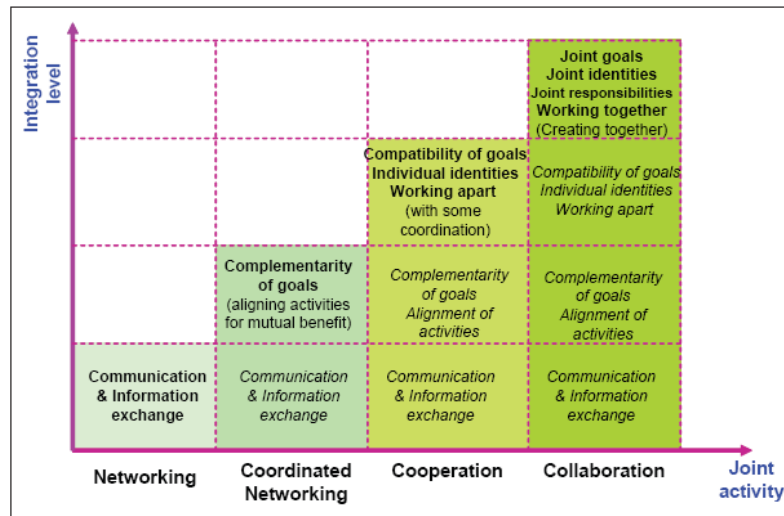 Integration
level
Joint goals
Joint identities
Joint responsibilities
Working together
(Creating together)
Compatibility of goals
Individual identities
Working apart
(with some
coordination)
Compatibility of goals
Individual identities
Working apart
Complementarity
of goals
(aligning activities
for mutual benefit)
Complementarity
of goals
Alignment of
activities
Complementarity
of goals
Alignment of
activities
Communication
& Information
exchange
Communication
& Information
exchange
Communication
& Information
exchange
Communication
& Information
exchange
Networking
Coordinated
Networking
Cooperation
Collaboration
Joint
activity